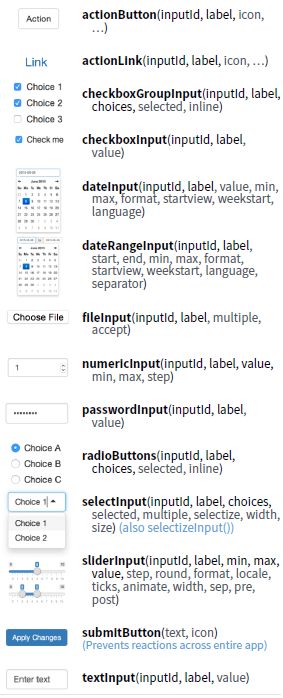 Action
actionButton(inputId, label, icon,
…)
Link
actionLink(inputId, label, icon, …)
Choice 1
Choice 2
Choice 3
checkboxGroupInput(inputId, label,
choices, selected, inline)
Check me
checkboxInput(inputId, label,
value)
dateInput(inputId, label, value, min,
max, format, startview, weekstart,
language)
dateRangeInput(inputId, label,
start, end, min, max, format,
startview, weekstart, language,
separator)
Choose File
fileInput(inputId, label, multiple,
accept)
1
numericInput(inputId, label, value,
min, max, step)
passwordInput(inputId, label,
value)
Choice A
Choice B
Choice C
radioButtons(inputId, label,
choices, selected, inline)
Choice 1
Choice 1
Choice 2
selectInput(inputId, label, choices,
selected, multiple, selectize, width,
size) (also selectizeInput())
sliderInput(inputId, label, min, max,
value, step, round, format, locale,
ticks, animate, width, sep, pre,
post)
Apply Changes
submitButton(text, icon)
(Prevents reactions across entire app)
Enter text
textInput(inputId, label, value)